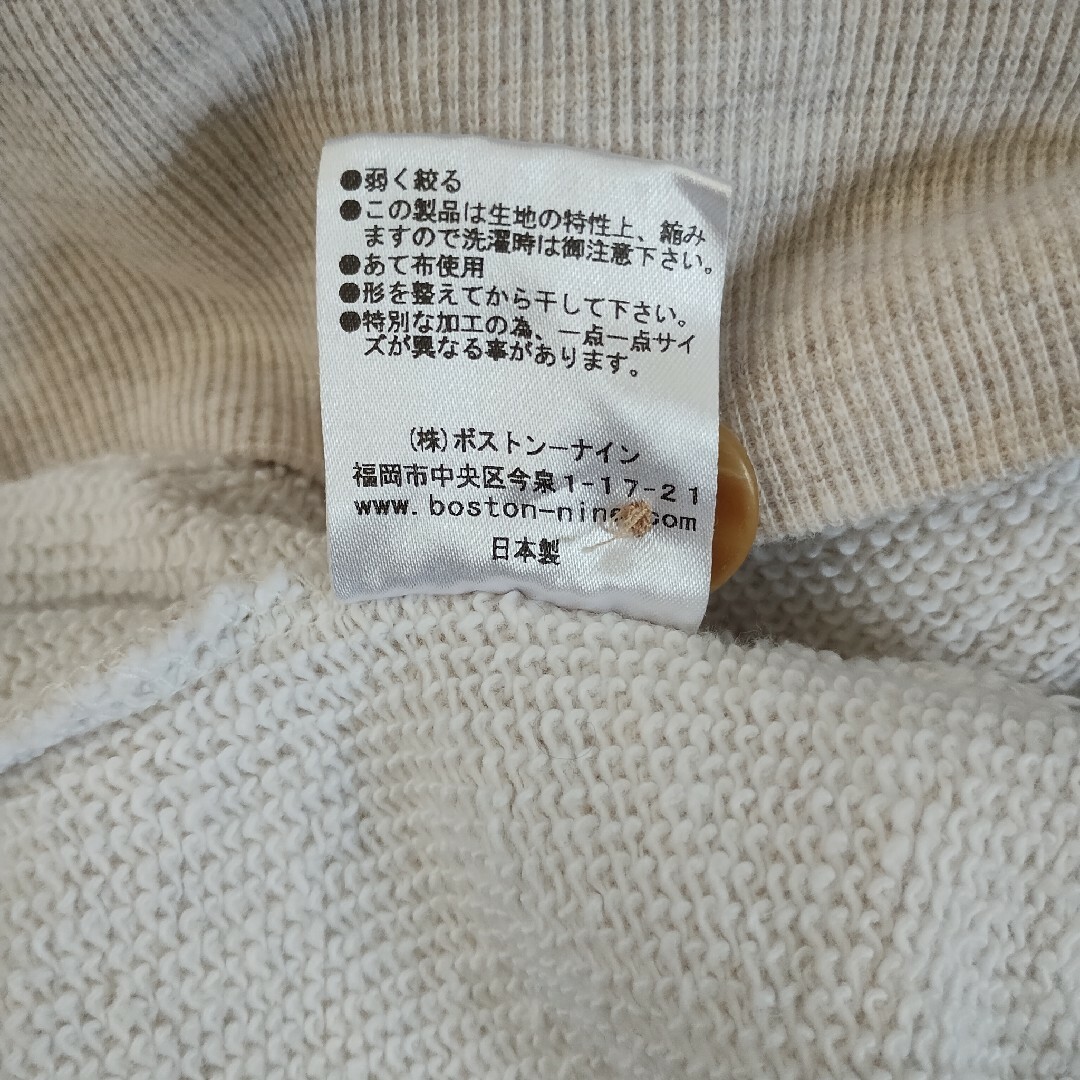 ●弱く絞る
●この製品は生地の特性上、縮み
ますので洗濯時は御注意下さい。
●あて布使用
●形を整えてから干して下さい。
●特別な加工の為、一点一点サイ
ズが異なる事があります。
(株)ボストンーナイン
福岡市中央区今泉1-17-21
www.boston-nine.com
日本製